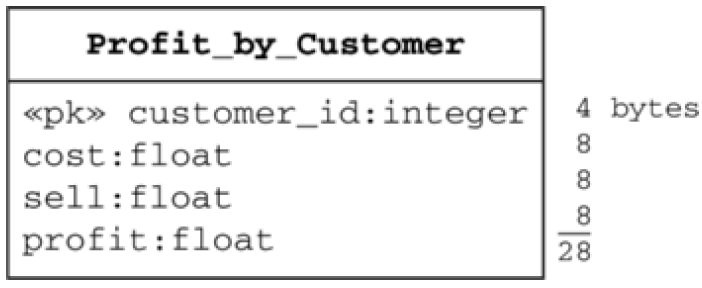 Profit_by_Customer
«pk» customer_id:integer 4 bytes
cost:float 8
sell:float 8
profit:float 8
28